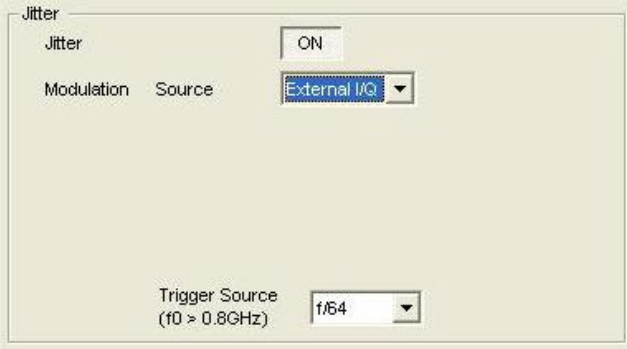 Jitter
Jitter ON
Modulation Source External I/Q
Trigger Source
(f0 > 0.8GHz) f/64